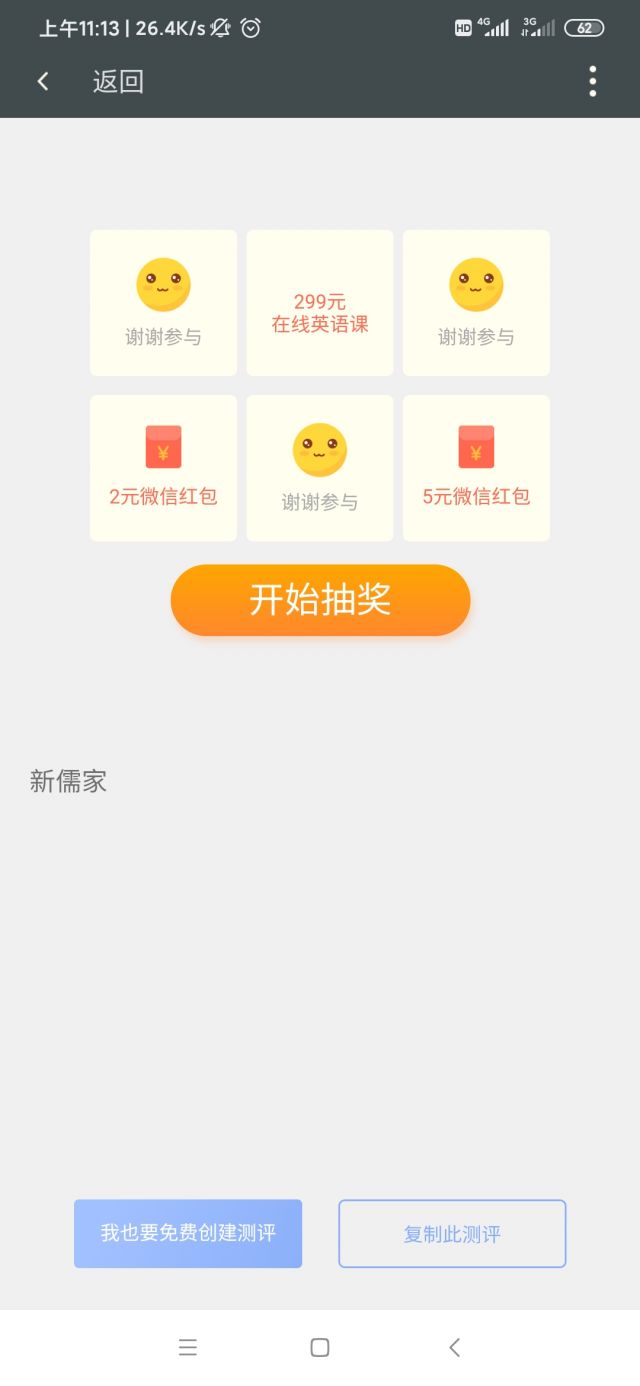 上午11:13 | 26.4K/s
HD 4G 3G 62
返回
谢谢参与
299元
在线英语课
谢谢参与
¥
2元微信红包
谢谢参与
¥
5元微信红包
开始抽奖
新儒家
我也要免费创建测评
复制此测评